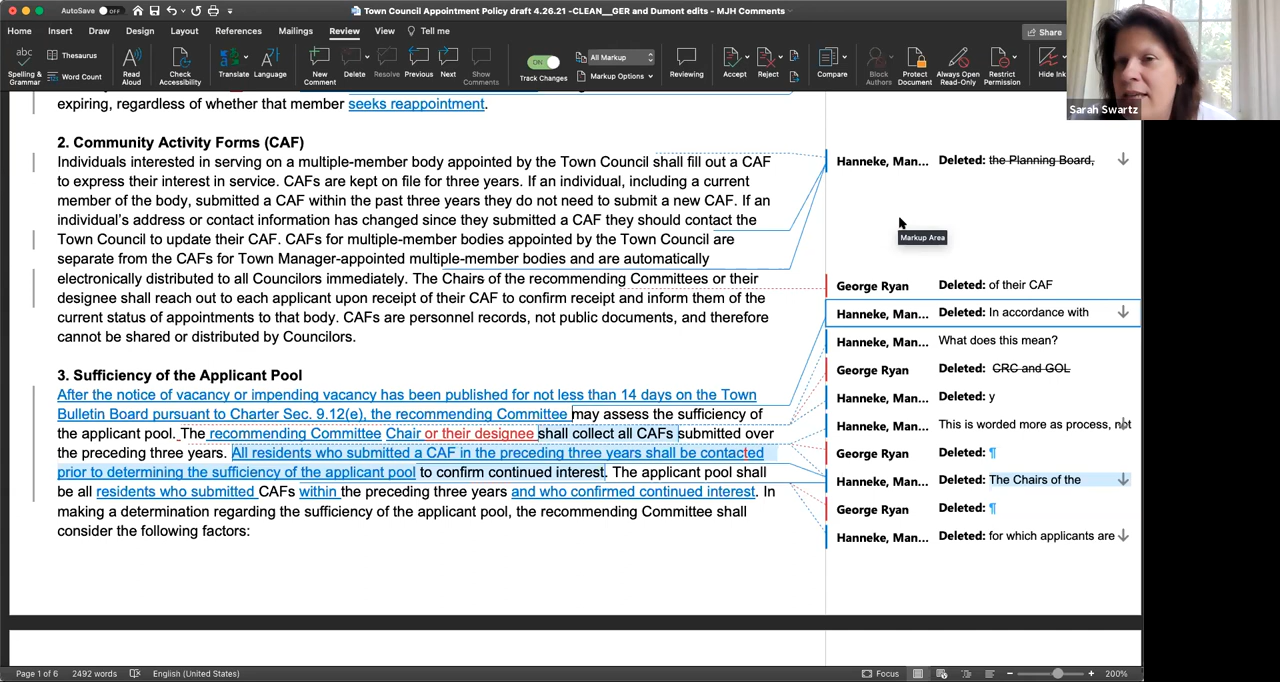 AutoSave OFF
Town Council Appointment Policy draft 4.26.21 -CLEAN__GER and Dumont edits - MJH Comments
Home Insert Draw Design Layout References Mailings Review View Tell me Share
abc Spelling & Grammar Thesaurus Word Count Read Aloud Check Accessibility Translate Language New Comment Delete Resolve Previous Next Show Comments ON Track Changes All Markup Markup Options Reviewing Accept Reject Compare Block Authors Protect Document Always Open Read-Only Restrict Permission Hide Ink
Sarah Swartz
expiring, regardless of whether that member seeks reappointment.
2. Community Activity Forms (CAF)
Individuals interested in serving on a multiple-member body appointed by the Town Council shall fill out a CAF
to express their interest in service. CAFs are kept on file for three years. If an individual, including a current
member of the body, submitted a CAF within the past three years they do not need to submit a new CAF. If an
individual's address or contact information has changed since they submitted a CAF they should contact the
Town Council to update their CAF. CAFs for multiple-member bodies appointed by the Town Council are
separate from the CAFs for Town Manager-appointed multiple-member bodies and are automatically
electronically distributed to all Councilors immediately. The Chairs of the recommending Committees or their
designee shall reach out to each applicant upon receipt of their CAF to confirm receipt and inform them of the
current status of appointments to that body. CAFs are personnel records, not public documents, and therefore
cannot be shared or distributed by Councilors.
3. Sufficiency of the Applicant Pool
After the notice of vacancy or impending vacancy has been published for not less than 14 days on the Town
Bulletin Board pursuant to Charter Sec. 9.12(e), the recommending Committee may assess the sufficiency of
the applicant pool. The recommending Committee Chair or their designee shall collect all CAFs submitted over
the preceding three years. All residents who submitted a CAF in the preceding three years shall be contacted
prior to determining the sufficiency of the applicant pool to confirm continued interest. The applicant pool shall
be all residents who submitted CAFs within the preceding three years and who confirmed continued interest. In
making a determination regarding the sufficiency of the applicant pool, the recommending Committee shall
consider the following factors:
Hanneke, Man... Deleted: the Planning Board,
Markup Area
George Ryan Deleted: of their CAF
Hanneke, Man... Deleted: In accordance with
Hanneke, Man... What does this mean?
George Ryan Deleted: CRC and GOL
Hanneke, Man... Deleted: y
Hanneke, Man... This is worded more as process, not
George Ryan Deleted: ¶
Hanneke, Man... Deleted: The Chairs of the
George Ryan Deleted: ¶
Hanneke, Man... Deleted: for which applicants are
Page 1 of 6 2492 words English (United States) Focus 200%